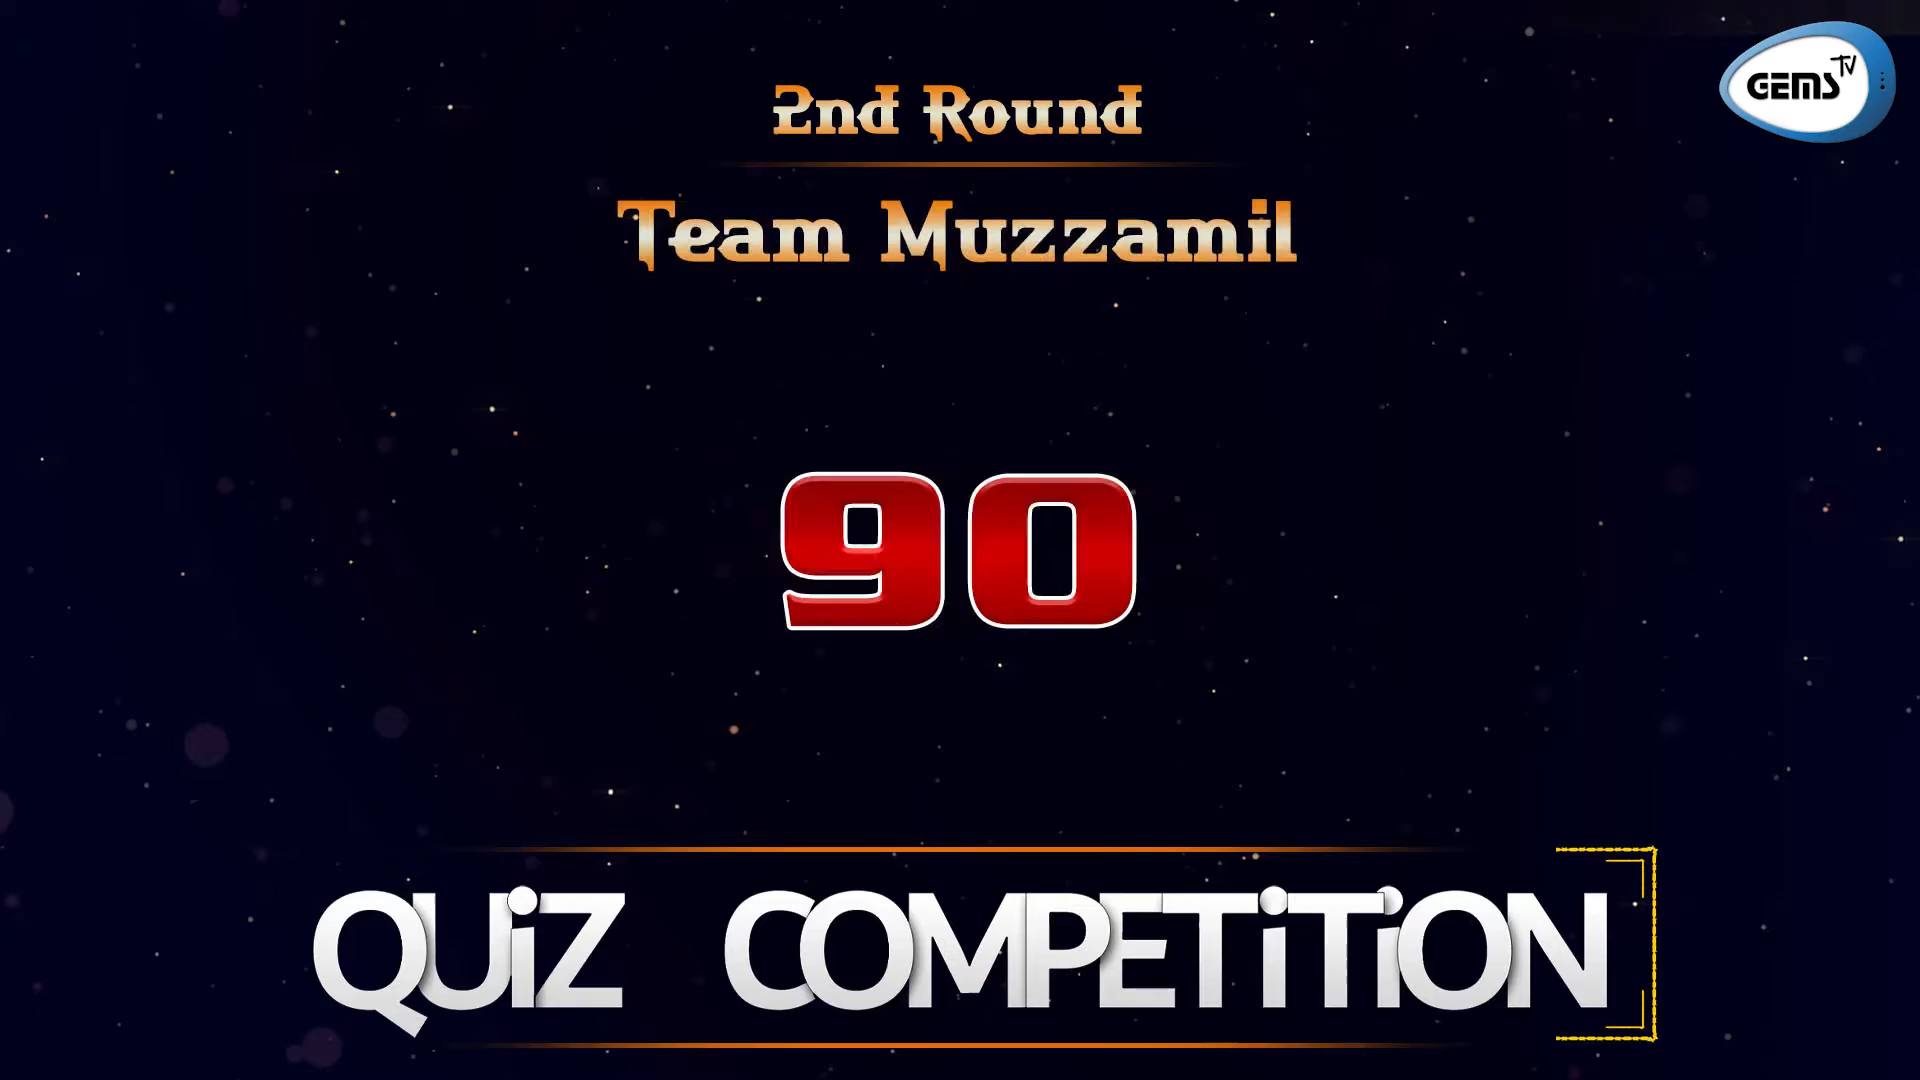 GEMS TV
2nd Round
Team Muzzamil
90
QUiZ COMPETiTiON